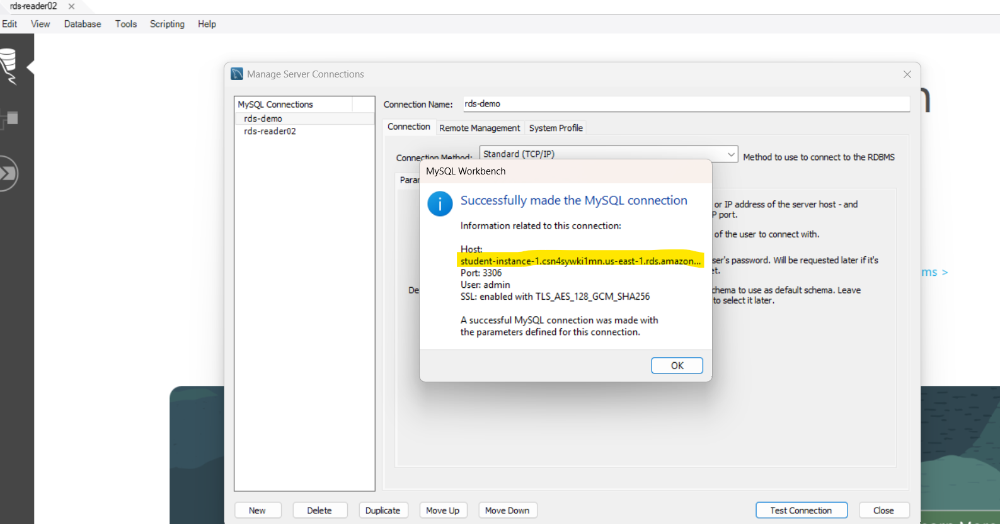 rds-reader02
Edit View Database Tools Scripting Help
Manage Server Connections
MySQL Connections
rds-demo
rds-reader02
Connection Name: rds-demo
Connection Remote Management System Profile
Connection Method: Standard (TCP/IP) Method to use to connect to the RDBMS
MySQL Workbench
Successfully made the MySQL connection
Information related to this connection:
Host:
student-instance-1.csn4sywki1mn.us-east-1.rds.amazon...
Port: 3306
User: admin
SSL: enabled with TLS_AES_128_GCM_SHA256
A successful MySQL connection was made with
the parameters defined for this connection.
OK
or IP address of the server host - and
P port.
of the user to connect with.
ser's password. Will be requested later if it's
et.
schema to use as default schema. Leave
to select it later.
ms >
New Delete Duplicate Move Up Move Down Test Connection Close